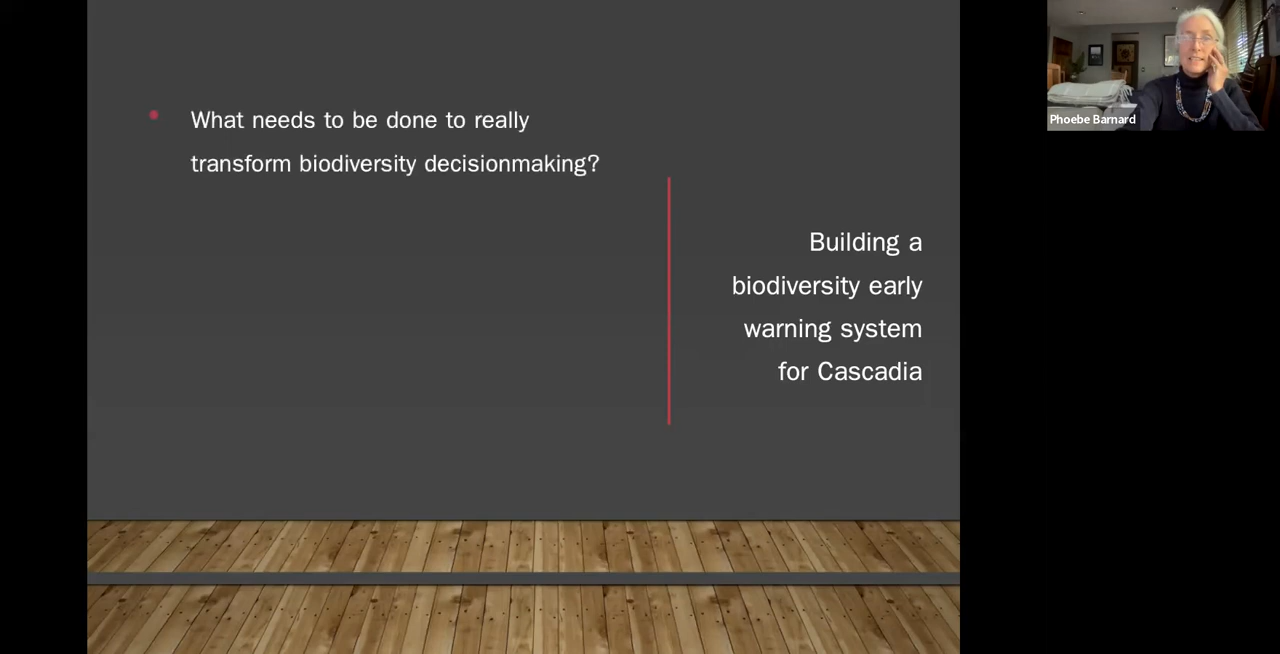 What needs to be done to really
transform biodiversity decisionmaking?
Building a
biodiversity early
warning system
for Cascadia
Phoebe Barnard